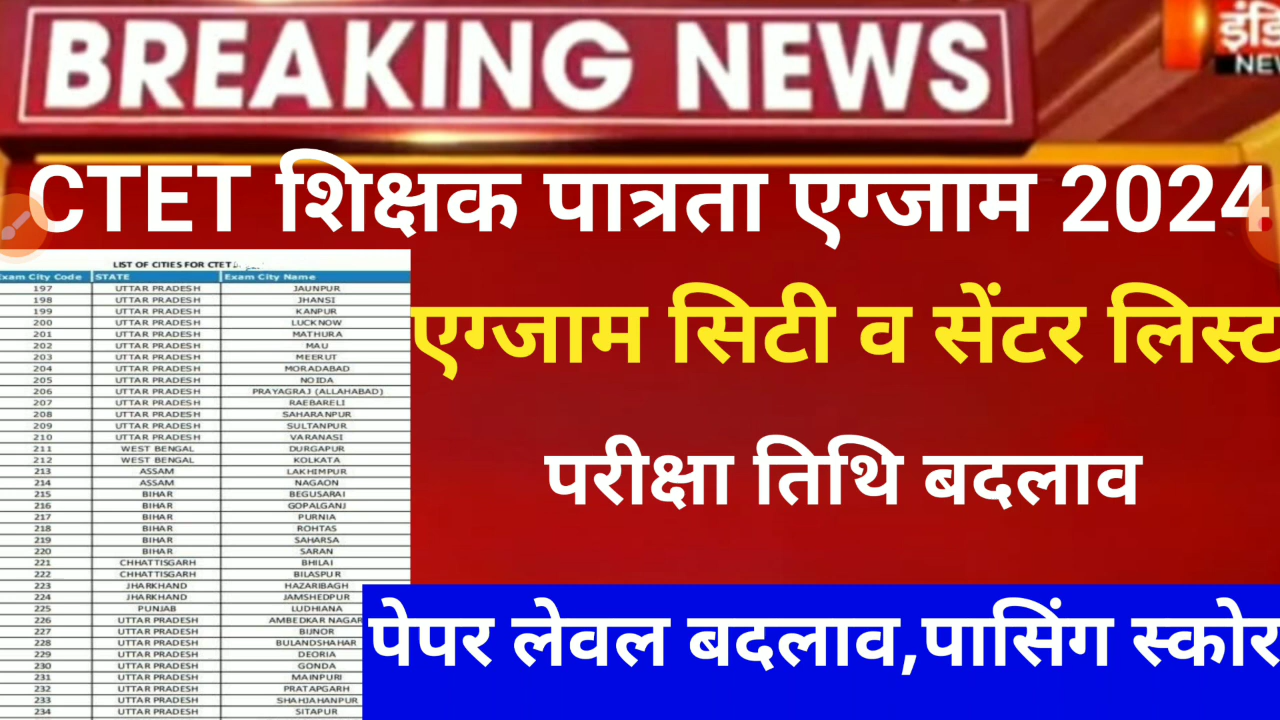 BREAKING NEWS
NEW
CTET शिक्षक पात्रता एग्जाम 2024
LIST OF CITIES FOR CTET
Exam City Code STATE Exam City Name
197 UTTAR PRADESH JAUNPUR
198 UTTAR PRADESH JHANSI
199 UTTAR PRADESH KANPUR
200 UTTAR PRADESH LUCKNOW
201 UTTAR PRADESH MATHURA
202 UTTAR PRADESH MAU
203 UTTAR PRADESH MEERUT
204 UTTAR PRADESH MORADABAD
205 UTTAR PRADESH NOIDA
206 UTTAR PRADESH PRAYAGRAJ (ALLAHABAD)
207 UTTAR PRADESH RAEBARELI
208 UTTAR PRADESH SAHARANPUR
209 UTTAR PRADESH SULTANPUR
210 UTTAR PRADESH VARANASI
211 WEST BENGAL DURGAPUR
212 WEST BENGAL KOLKATA
213 ASSAM LAKHIMPUR
214 ASSAM NAGAON
215 BIHAR BEGUSARAI
216 BIHAR GOPALGANJ
217 BIHAR PURNIA
218 BIHAR ROHTAS
219 BIHAR SAHARSA
220 BIHAR SARAN
221 CHHATTISGARH BHILAI
222 CHHATTISGARH BILASPUR
223 JHARKHAND HAZARIBAGH
224 JHARKHAND JAMSHEDPUR
225 PUNJAB LUDHIANA
226 UTTAR PRADESH AMBEDKAR NAGAR
227 UTTAR PRADESH BIJNOR
228 UTTAR PRADESH BULANDSHAHAR
229 UTTAR PRADESH DEORIA
230 UTTAR PRADESH GONDA
231 UTTAR PRADESH MAINPURI
232 UTTAR PRADESH PRATAPGARH
233 UTTAR PRADESH SHAHJAHANPUR
234 UTTAR PRADESH SITAPUR
एग्जाम सिटी व सेंटर लिस्ट
परीक्षा तिथि बदलाव
पेपर लेवल बदलाव,पासिंग स्कोर